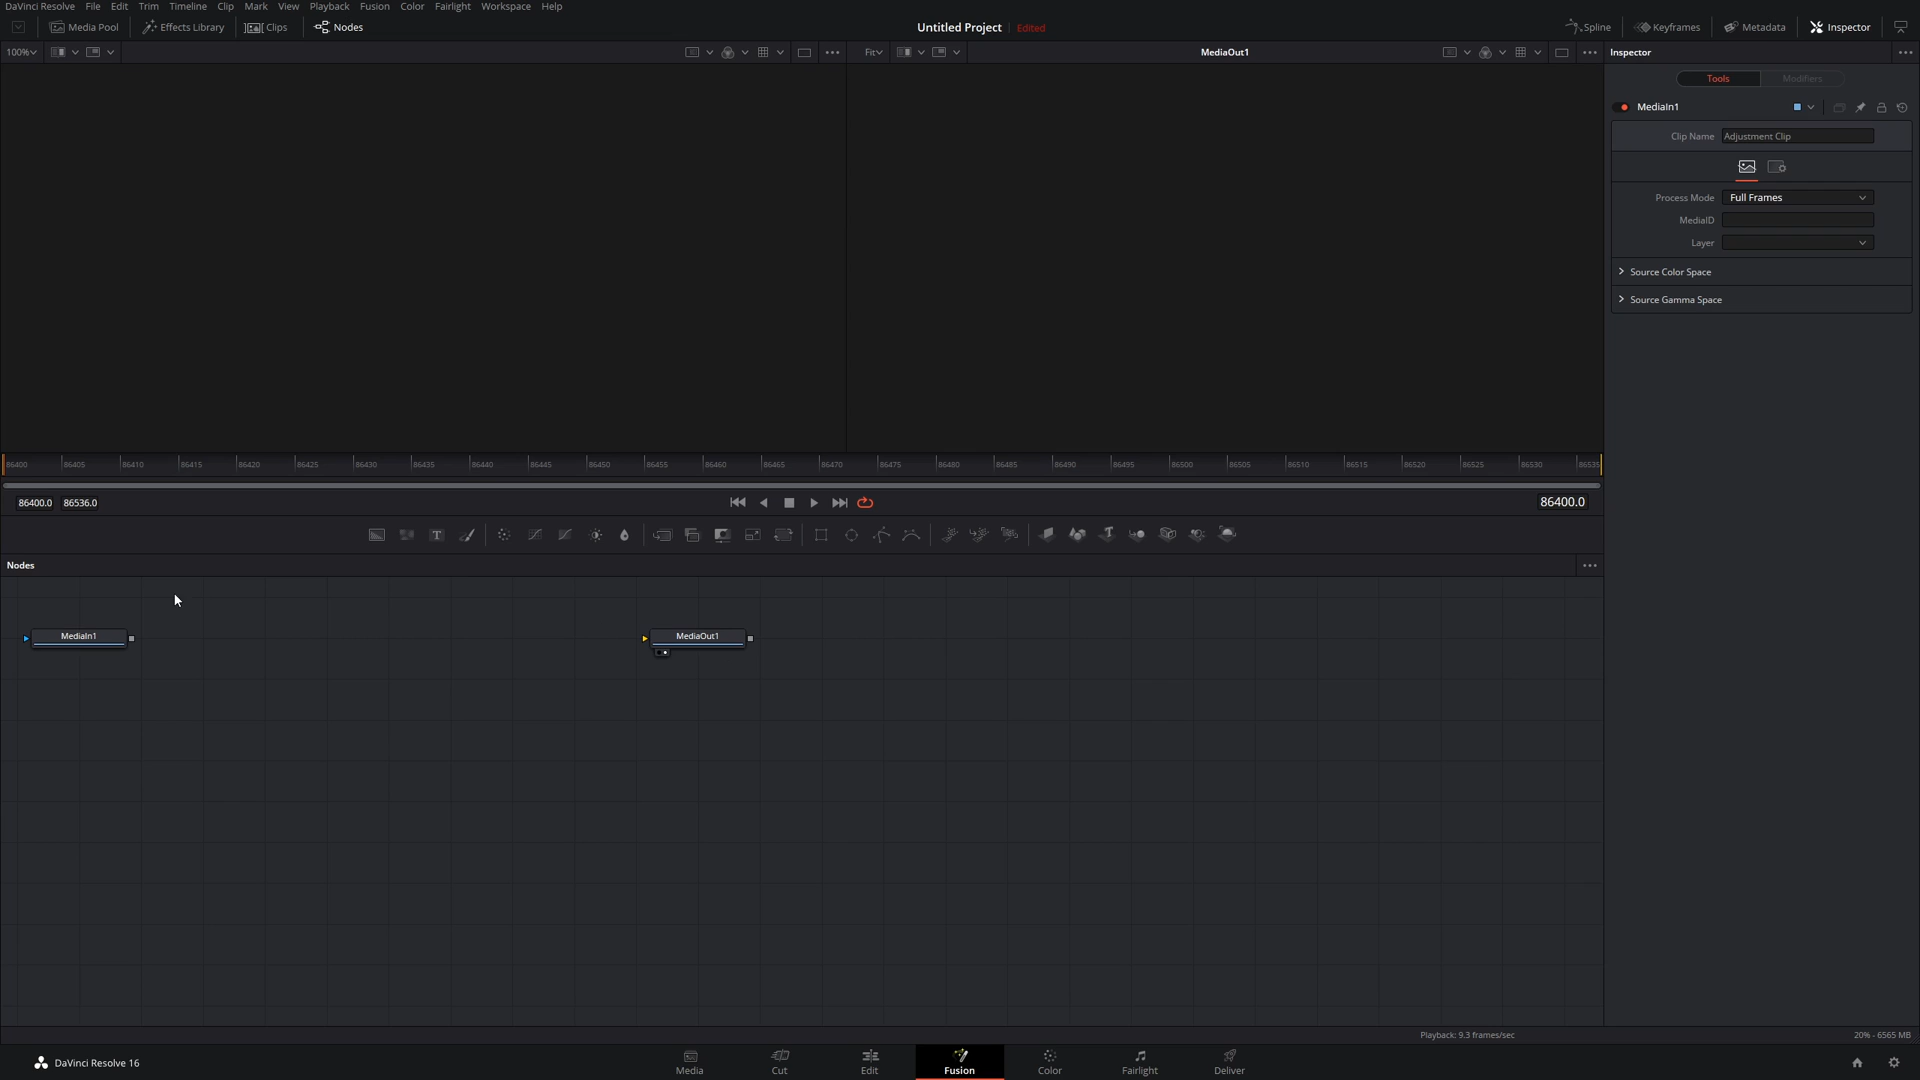 DaVinci Resolve File Edit Trim Timeline Clip Mark View Playback Fusion Color Fairlight Workspace Help
Media Pool Effects Library Clips Nodes Untitled Project Edited Spline Keyframes Metadata Inspector
100% Fit MediaOut1 Inspector
Tools Modifiers
MediaIn1
Clip Name Adjustment Clip
Process Mode Full Frames
MediaID
Layer
Source Color Space
Source Gamma Space
86400 86405 86410 86415 86420 86425 86430 86435 86440 86445 86450 86455 86460 86465 86470 86475 86480 86485 86490 86495 86500 86505 86510 86515 86520 86525 86530 86535
86400.0 86536.0 86400.0
T
Nodes
MediaIn1 MediaOut1
Playback: 9.3 frames/sec 20% - 6565 MB
DaVinci Resolve 16 Media Cut Edit Fusion Color Fairlight Deliver